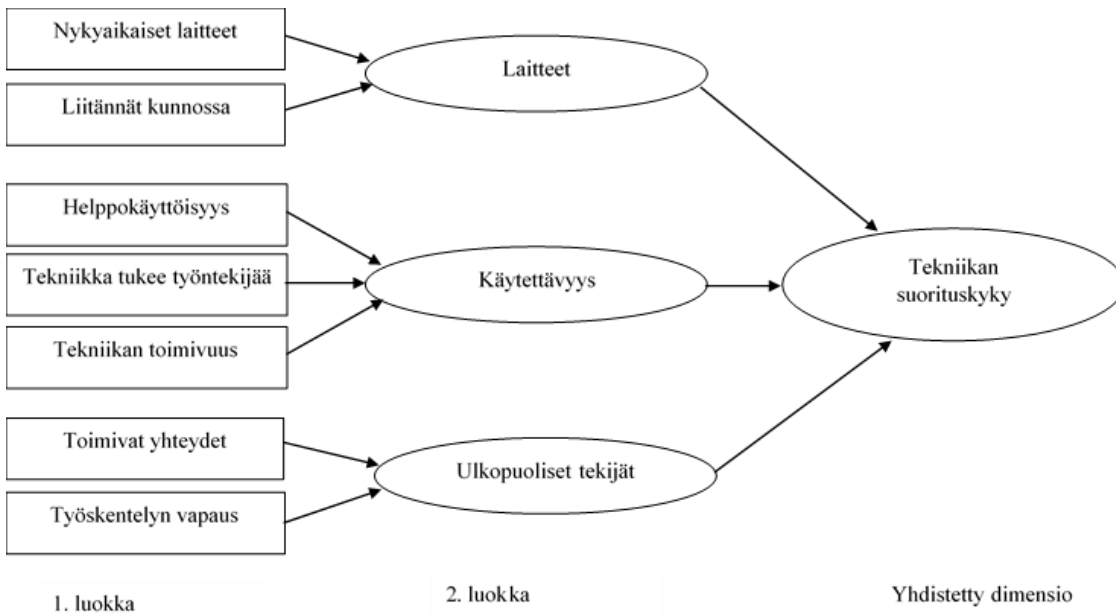 Nykyaikaiset laitteet
Liitännät kunnossa
Laitteet
Helppokäyttöisyys
Tekniikka tukee työntekijää
Tekniikan toimivuus
Käytettävyys
Toimivat yhteydet
Työskentelyn vapaus
Ulkopuoliset tekijät
Tekniikan
suorituskyky
1. luokka
2. luokka
Yhdistetty dimensio